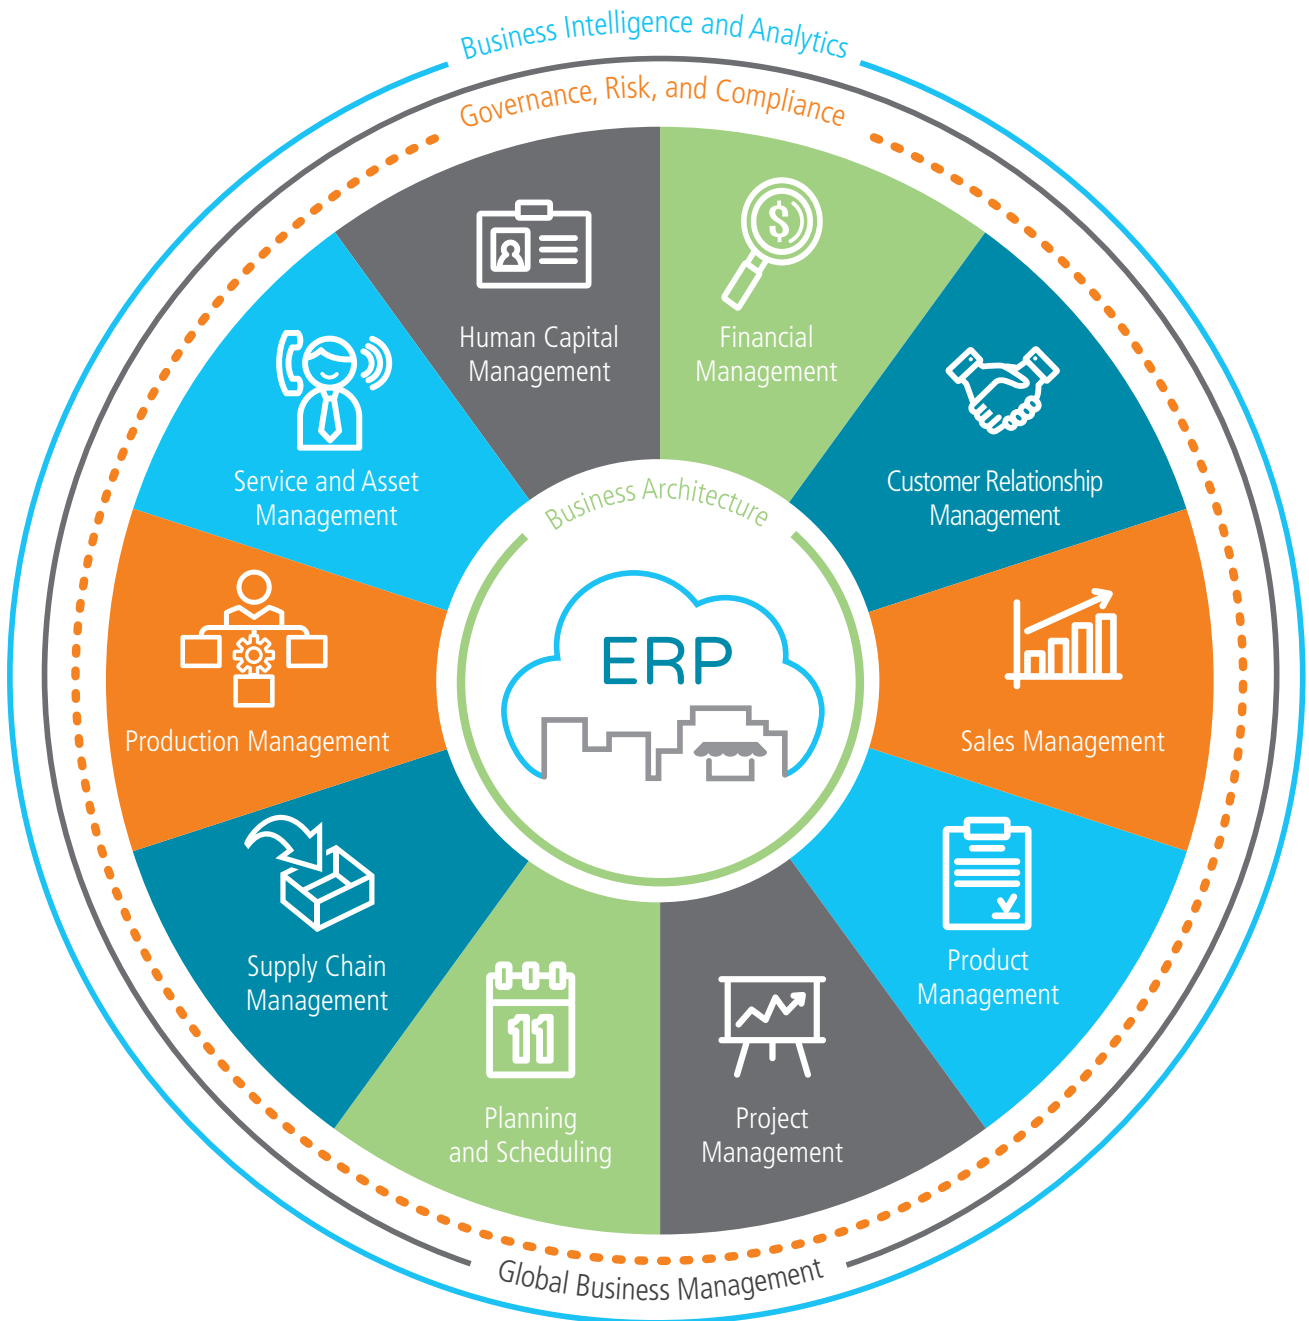 Business Intelligence and Analytics
Governance, Risk, and Compliance
Human Capital
Management
$
Financial
Management
Customer Relationship
Management
Sales Management
Product
Management
Project
Management
11
Planning
and Scheduling
Supply Chain
Management
Production Management
Service and Asset
Management
Business Architecture
ERP
Global Business Management